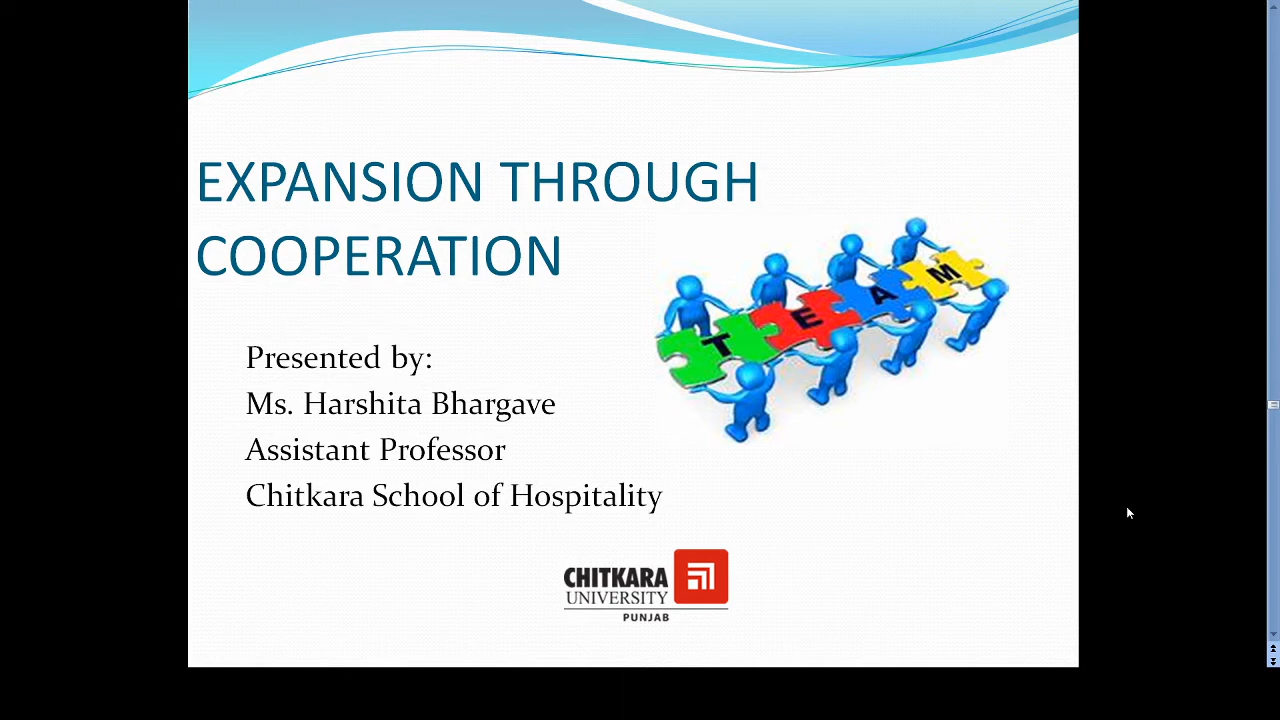 EXPANSION THROUGH
COOPERATION
TEAM
Presented by:
Ms. Harshita Bhargave
Assistant Professor
Chitkara School of Hospitality
CHITKARA
UNIVERSITY
PUNJAB